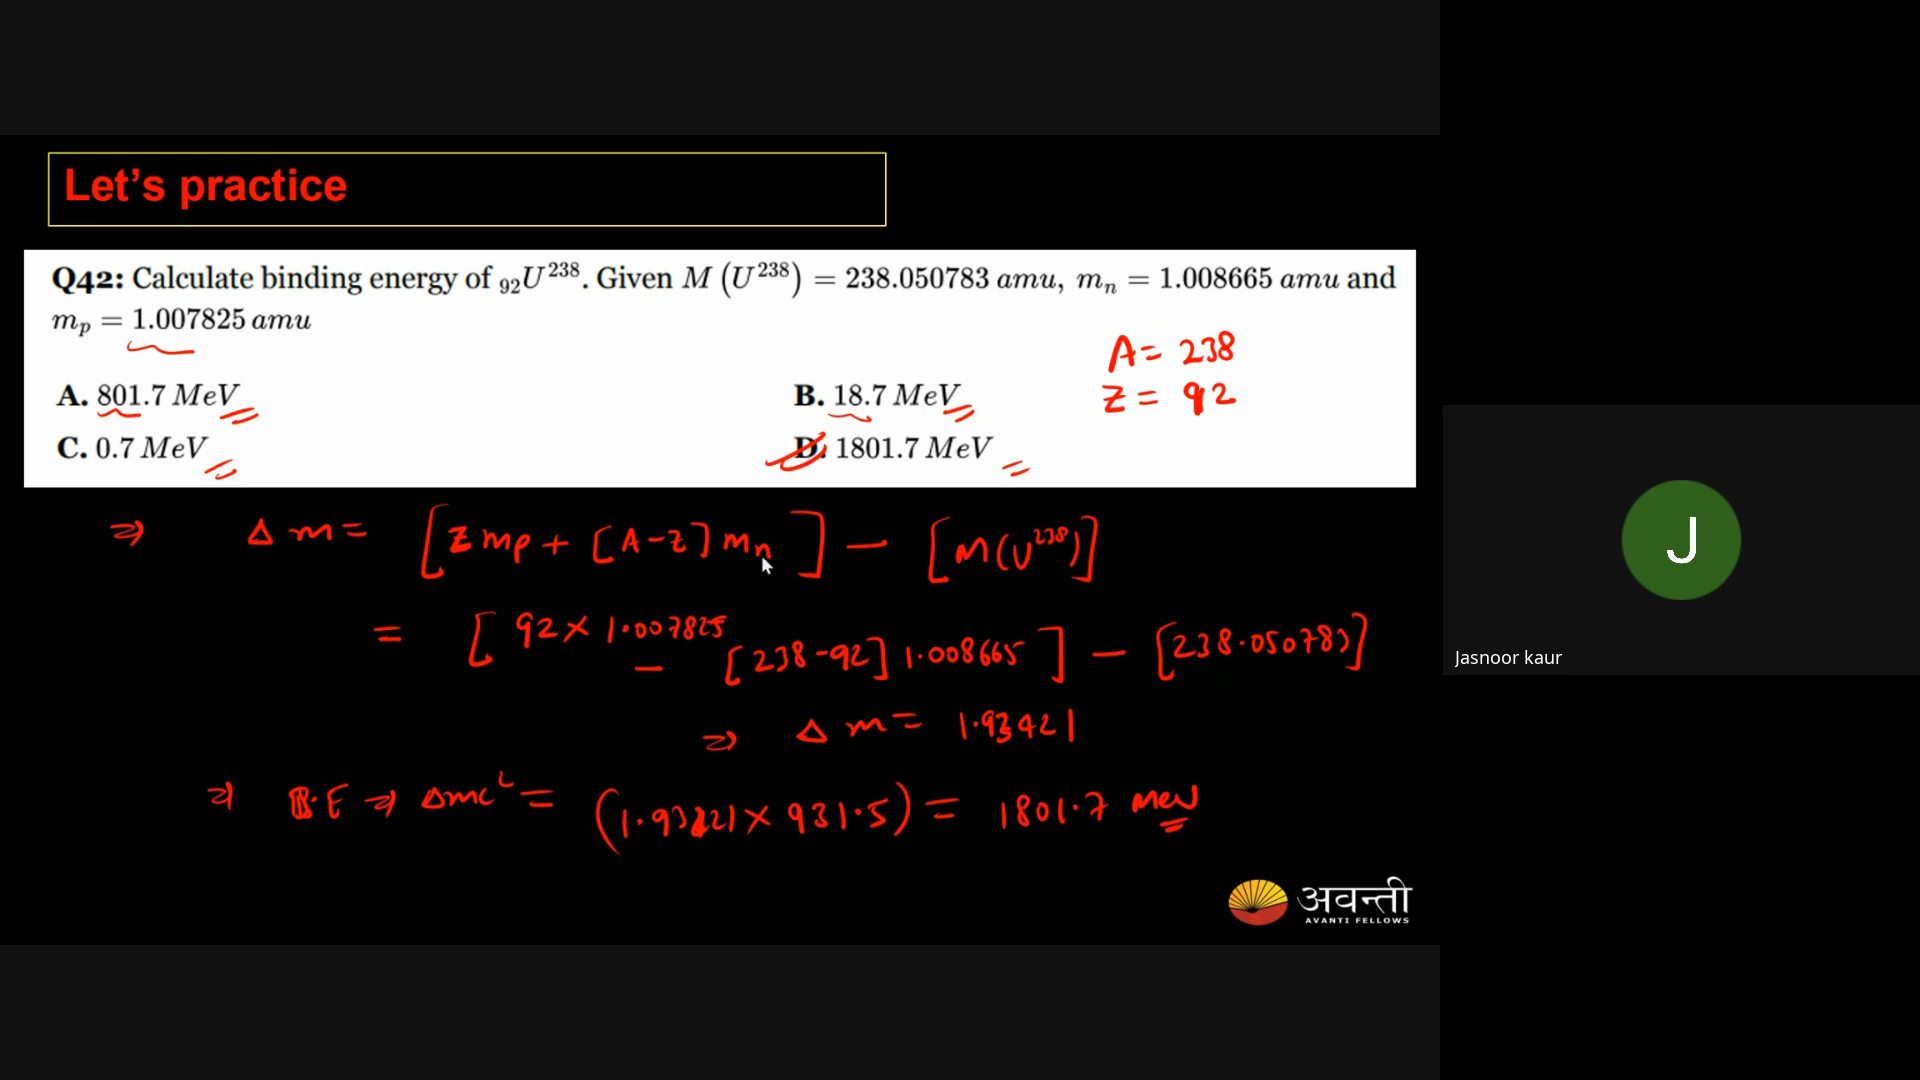 Let's practice
Q42: Calculate binding energy of ₉₂U²³⁸. Given M (U²³⁸) = 238.050783 amu, mₙ = 1.008665 amu and
mₚ = 1.007825 amu
A = 238
Z = 92
A. 801.7 MeV
B. 18.7 MeV
C. 0.7 MeV
D. 1801.7 MeV
⇒ Δm = [Zmp + [A-Z] mn] − [M(U²³⁸)]
= [92 × 1.007825 − [238-92] 1.008665] − [238.050783]
⇒ Δm = 1.93421
⇒ B.E ⇒ Δmc² = (1.93421 × 931.5) = 1801.7 MeV
अवन्ती
AVANTI FELLOWS
J
Jasnoor kaur